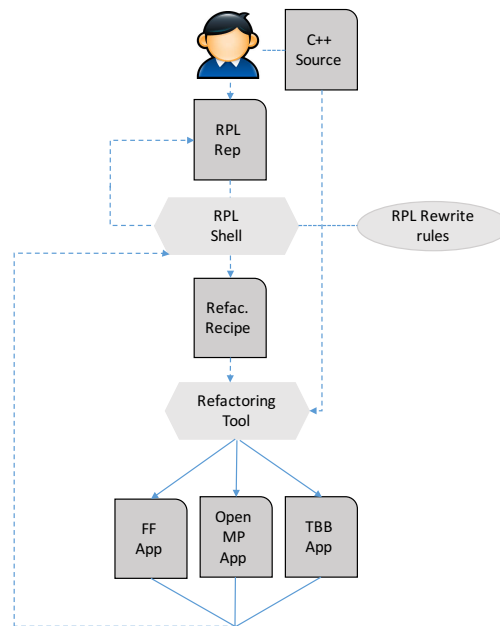 C++
Source
RPL
Rep
RPL
Shell
RPL Rewrite
rules
Refac.
Recipe
Refactoring
Tool
FF
App
Open
MP
App
TBB
App